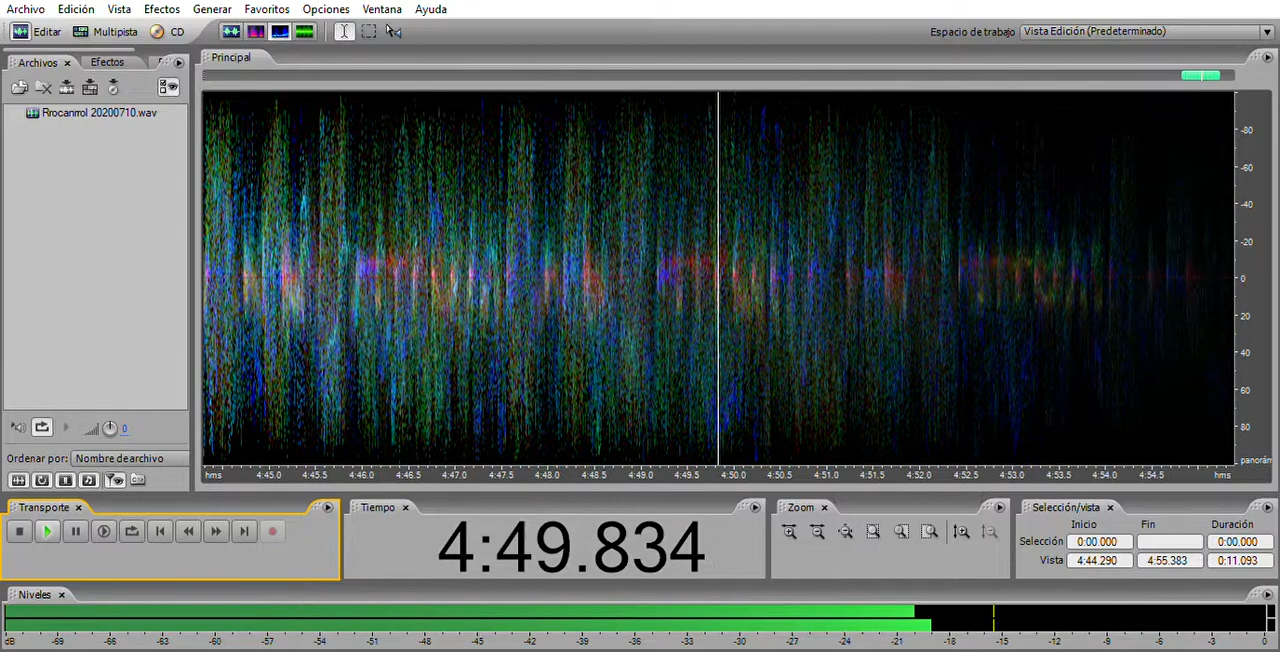 Archivo Edición Vista Efectos Generar Favoritos Opciones Ventana Ayuda
Editar Multipista CD Espacio de trabajo Vista Edición (Predeterminado)
Archivos Efectos Principal
Rrocanrrol 20200710.wav
-80
-60
-40
-20
0
20
40
60
80
panorám
0
Ordenar por: Nombre de archivo
hms 4:45.0 4:45.5 4:46.0 4:46.5 4:47.0 4:47.5 4:48.0 4:48.5 4:49.0 4:49.5 4:50.0 4:50.5 4:51.0 4:51.5 4:52.0 4:52.5 4:53.0 4:53.5 4:54.0 4:54.5 hms
Transporte Tiempo Zoom Selección/vista
4:49.834
Inicio Fin Duración
Selección 0:00.000 0:00.000
Vista 4:44.290 4:55.383 0:11.093
Niveles
dB -69 -66 -63 -60 -57 -54 -51 -48 -45 -42 -39 -36 -33 -30 -27 -24 -21 -18 -15 -12 -9 -6 -3 0